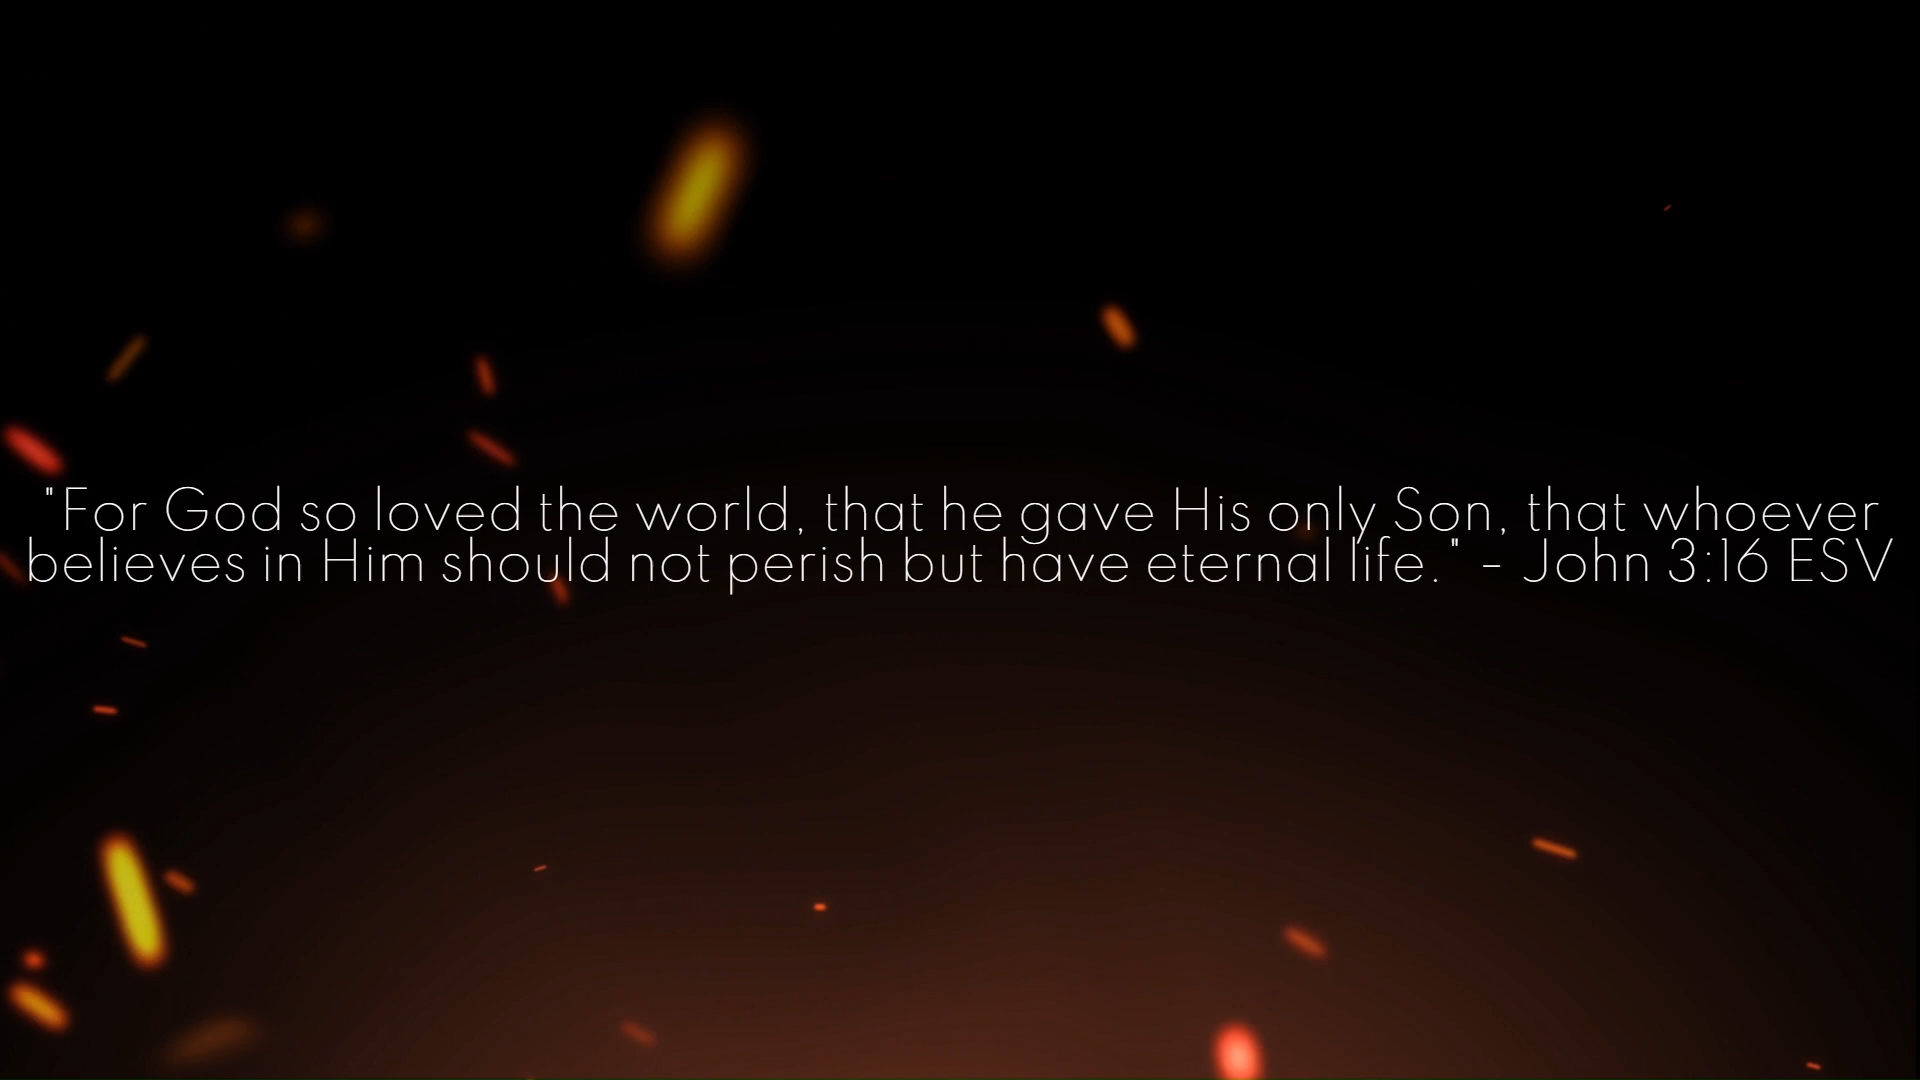 "For God so loved the world, that he gave His only Son, that whoever
believes in Him should not perish but have eternal life." - John 3:16 ESV